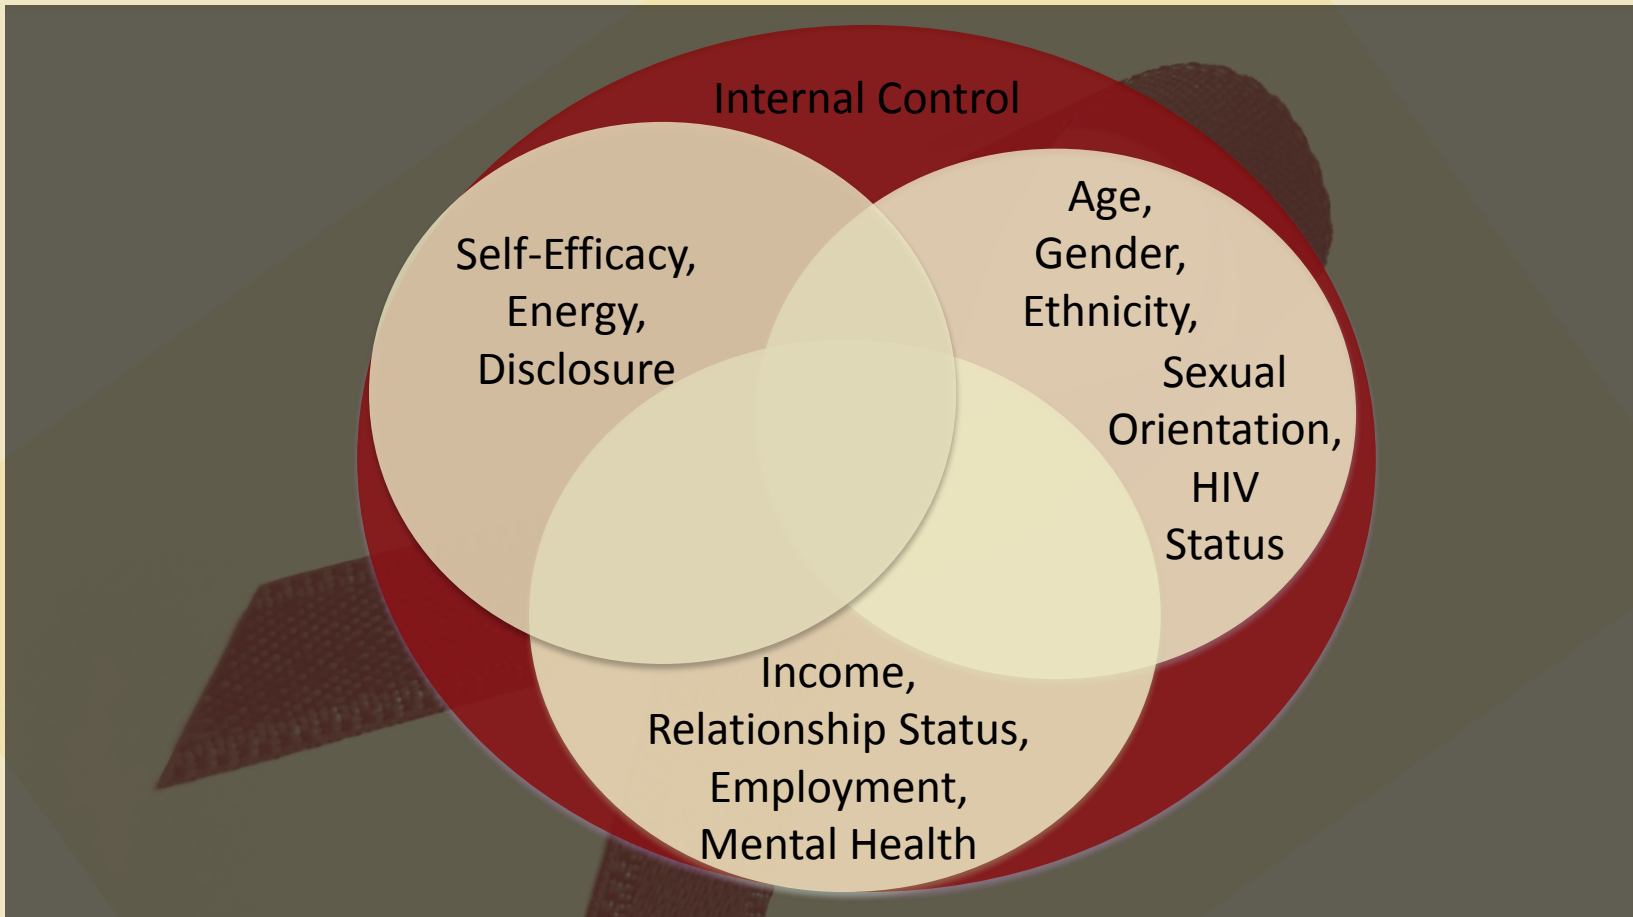 Internal Control
Self-Efficacy,
Energy,
Disclosure
Age,
Gender,
Ethnicity,
Sexual
Orientation,
HIV
Status
Income,
Relationship Status,
Employment,
Mental Health